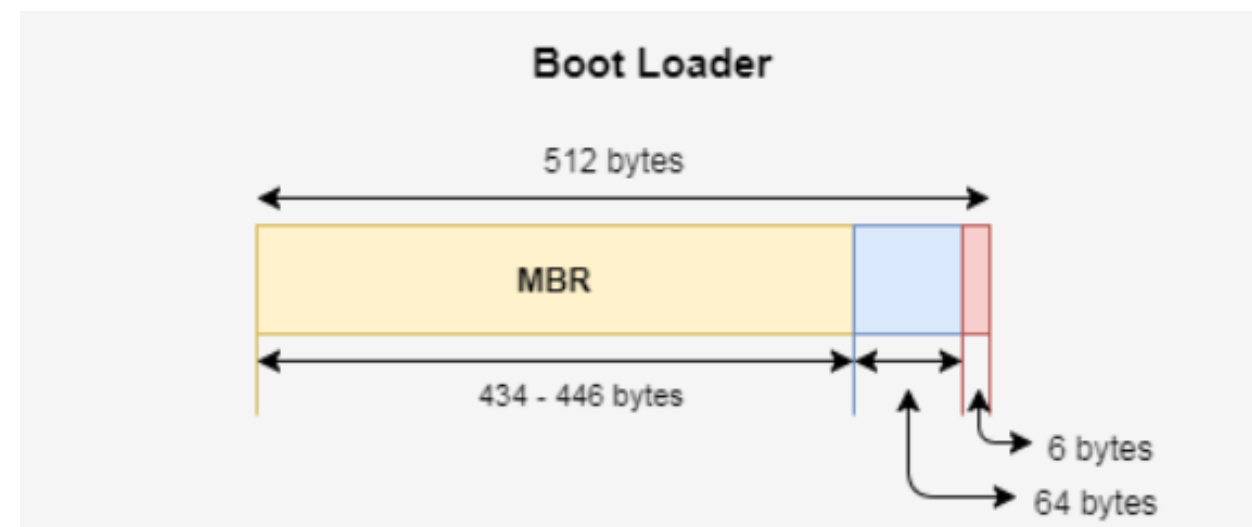 Boot Loader
512 bytes
MBR
434 - 446 bytes
6 bytes
64 bytes